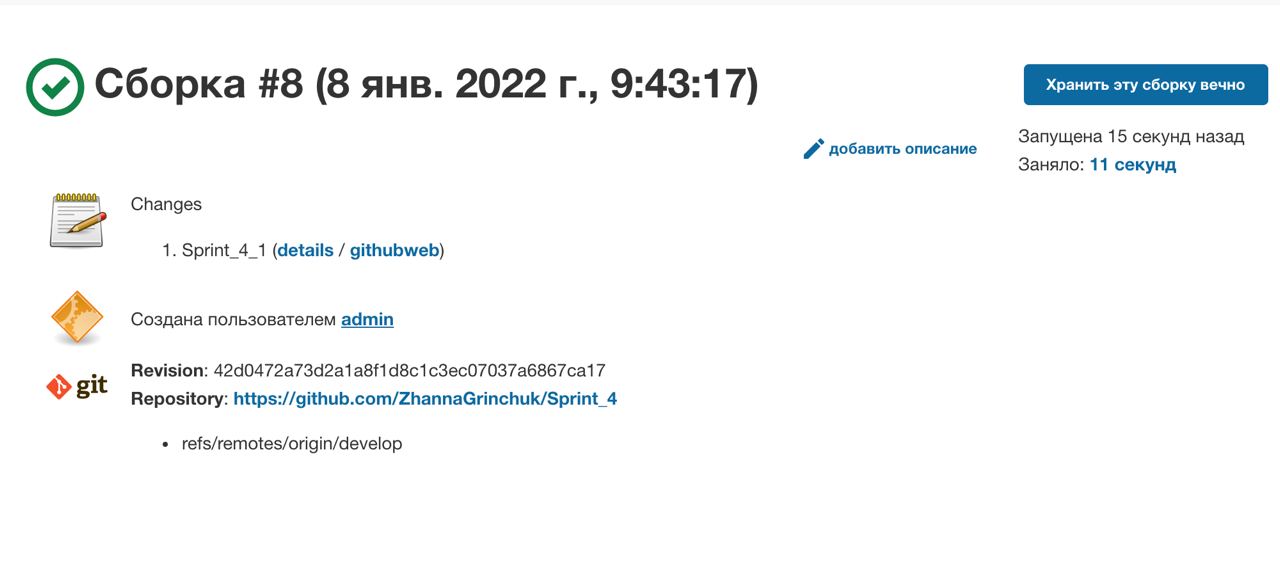 Сборка #8 (8 янв. 2022 г., 9:43:17)
Хранить эту сборку вечно
добавить описание
Запущена 15 секунд назад
Заняло: 11 секунд
Changes
1. Sprint_4_1 (details / githubweb)
Создана пользователем admin
git
Revision: 42d0472a73d2a1a8f1d8c1c3ec07037a6867ca17
Repository: https://github.com/ZhannaGrinchuk/Sprint_4
• refs/remotes/origin/develop